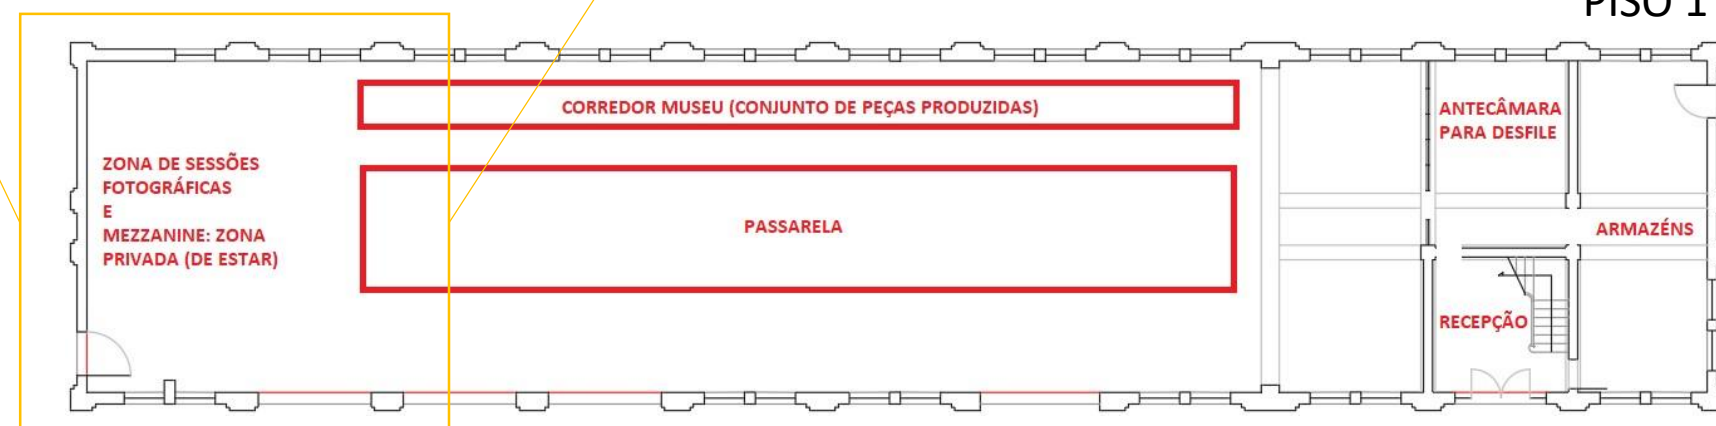 PISO 1
CORREDOR MUSEU (CONJUNTO DE PEÇAS PRODUZIDAS)
ANTECÂMARA
PARA DESFILE
ZONA DE SESSÕES
FOTOGRÁFICAS
E
MEZZANINE: ZONA
PRIVADA (DE ESTAR)
PASSARELA
ARMAZÉNS
RECEPÇÃO